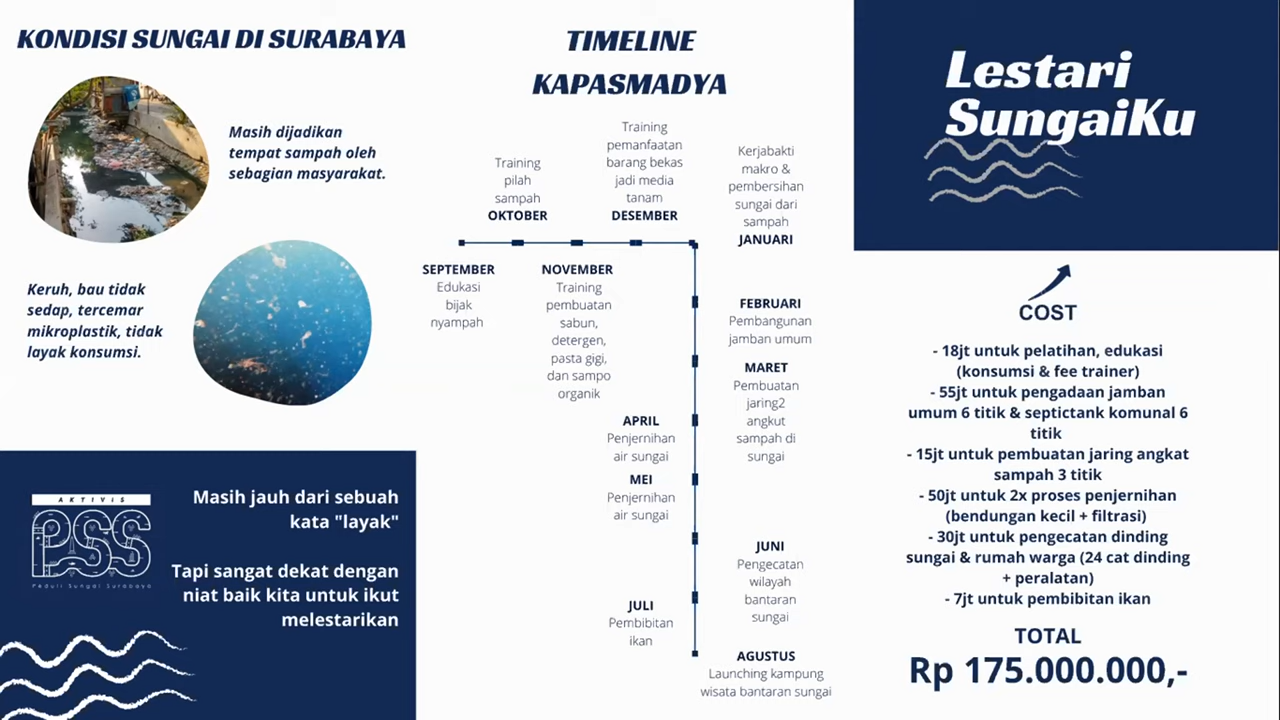 KONDISI SUNGAI DI SURABAYA
Masih dijadikan
tempat sampah oleh
sebagian masyarakat.
Keruh, bau tidak
sedap, tercemar
mikroplastik, tidak
layak konsumsi.
AKTIVIS
PSS
Peduli Sungai Surabaya
Masih jauh dari sebuah
kata "layak"
Tapi sangat dekat dengan
niat baik kita untuk ikut
melestarikan
TIMELINE
KAPASMADYA
SEPTEMBER
Edukasi
bijak
nyampah
Training
pilah
sampah
OKTOBER
NOVEMBER
Training
pembuatan
sabun,
detergen,
pasta gigi,
dan sampo
organik
Training
pemanfaatan
barang bekas
jadi media
tanam
DESEMBER
Kerjabakti
makro &
pembersihan
sungai dari
sampah
JANUARI
FEBRUARI
Pembangunan
jamban umum
MARET
Pembuatan
jaring2
angkut
sampah di
sungai
APRIL
Penjernihan
air sungai
MEI
Penjernihan
air sungai
JUNI
Pengecatan
wilayah
bantaran
sungai
JULI
Pembibitan
ikan
AGUSTUS
Launching kampung
wisata bantaran sungai
Lestari
SungaiKu
COST
- 18jt untuk pelatihan, edukasi
(konsumsi & fee trainer)
- 55jt untuk pengadaan jamban
umum 6 titik & septictank komunal 6
titik
- 15jt untuk pembuatan jaring angkat
sampah 3 titik
- 50jt untuk 2x proses penjernihan
(bendungan kecil + filtrasi)
- 30jt untuk pengecatan dinding
sungai & rumah warga (24 cat dinding
+ peralatan)
- 7jt untuk pembibitan ikan
TOTAL
Rp 175.000.000,-